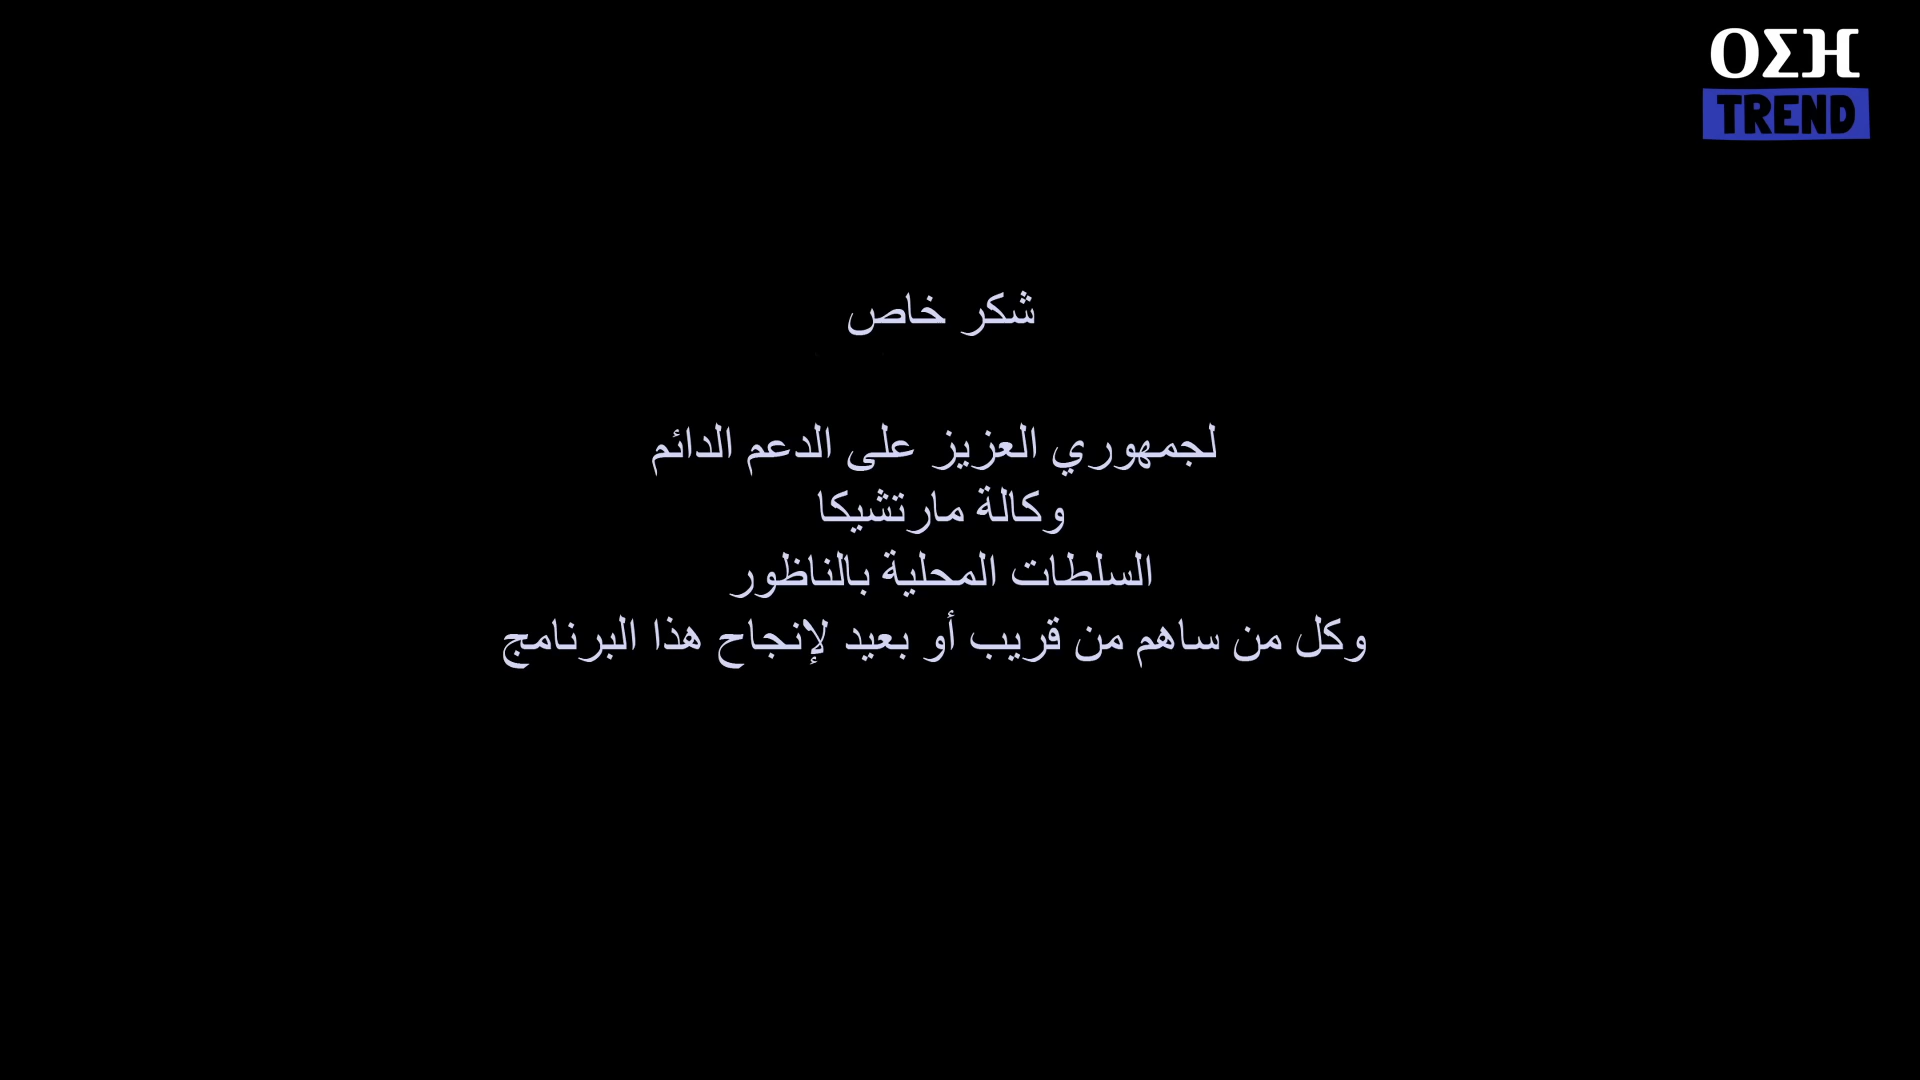 ΟΣΗ
TREND
شكر خاص
لجمهوري العزيز على الدعم الدائم
وكالة مارتشيكا
السلطات المحلية بالناظور
وكل من ساهم من قريب أو بعيد لإنجاح هذا البرنامج